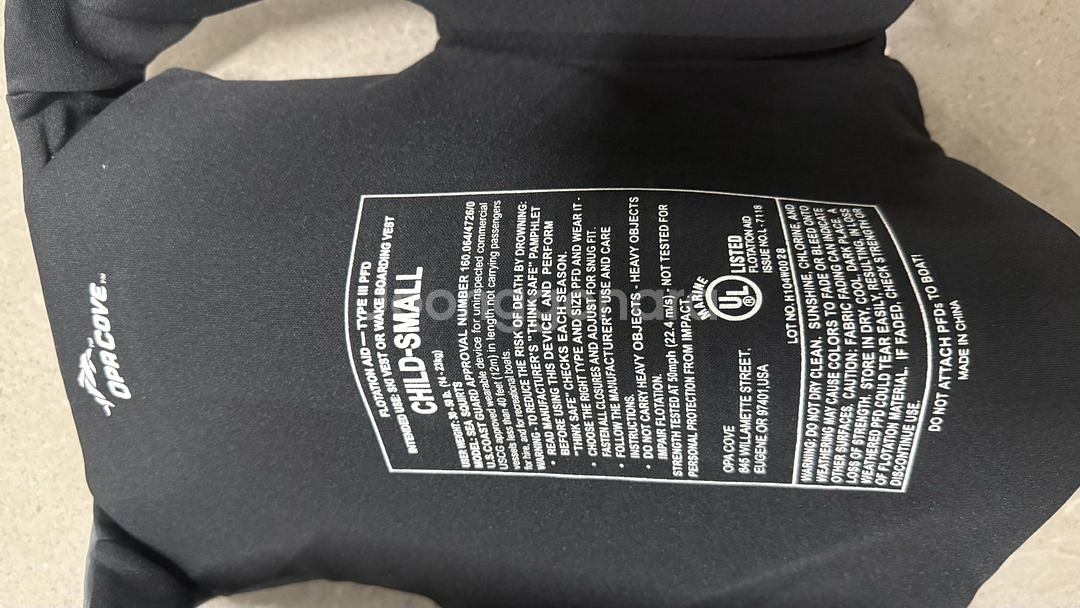 OPA COVE™
FLOTATION AID — TYPE III PFD
INTENDED USE: SKI VEST OR WAKE BOARDING VEST
CHILD-SMALL
USER WEIGHT: 30 - 50 lb. (14 - 23kg)
MODEL: SEA SQUIRTS
U.S.COAST GUARD APPROVAL NUMBER 160.064/4726/0
USCG approved wearable device for uninspected commercial
vessels less than 40 feet (12m) in length not carrying passengers
for hire, and for recreational boats.
WARNING - TO REDUCE THE RISK OF DEATH BY DROWNING:
• READ MANUFACTURER'S "THINK SAFE" PAMPHLET
BEFORE USING THIS DEVICE, AND PERFORM
"THINK SAFE" CHECKS EACH SEASON.
• CHOOSE THE RIGHT TYPE AND SIZE PFD AND WEAR IT -
FASTEN ALL CLOSURES AND ADJUST FOR SNUG FIT.
• FOLLOW THE MANUFACTURER'S USE AND CARE
INSTRUCTIONS.
• DO NOT CARRY HEAVY OBJECTS - HEAVY OBJECTS
IMPAIR FLOTATION.
STRENGTH TESTED AT 50mph (22.4 m/s) - NOT TESTED FOR
PERSONAL PROTECTION FROM IMPACT.
MARINE
UL
LISTED
FLOTATION AID
ISSUE NO.L - 7118
OPA COVE
845 WILLAMETTE STREET,
EUGENE OR 97401,USA
LOT NO. H104W0028
WARNING: DO NOT DRY CLEAN. SUNSHINE, CHLORINE, AND
WEATHERING MAY CAUSE COLORS TO FADE OR BLEED ONTO
OTHER SURFACES. CAUTION: FABRIC FADING CAN INDICATE
LOSS OF STRENGTH. STORE IN DRY, COOL, DARK PLACE. A
WEATHERED PFD COULD TEAR EASILY, RESULTING, IN LOSS
OF FLOTATION MATERIAL. IF FADED, CHECK STRENGTH OR
DISCONTINUE USE.
DO NOT ATTACH PFDs TO BOAT!
MADE IN CHINA